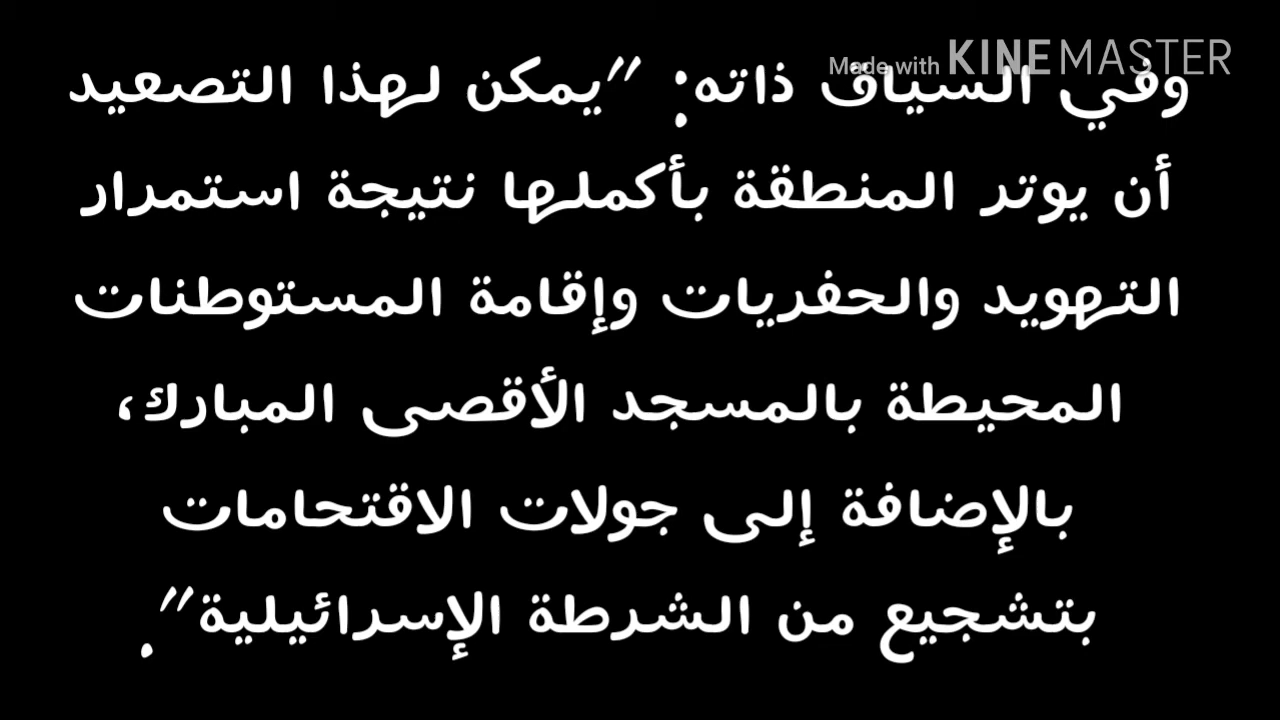 Made with KINEMASTER
وفي السياق ذاته: "يمكن لهذا التصعيد
أن يوتر المنطقة بأكملها نتيجة استمرار
التهويد والحفريات وإقامة المستوطنات
المحيطة بالمسجد الأقصى المبارك،
بالإضافة إلى جولات الاقتحامات
بتشجيع من الشرطة الإسرائيلية".